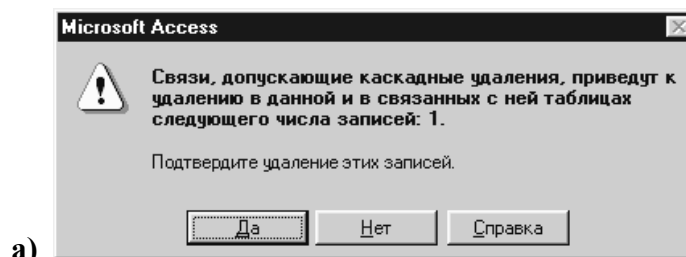 Microsoft Access
Связи, допускающие каскадные удаления, приведут к
удалению в данной и в связанных с ней таблицах
следующего числа записей: 1.
Подтвердите удаление этих записей.
Да Нет Справка
а)